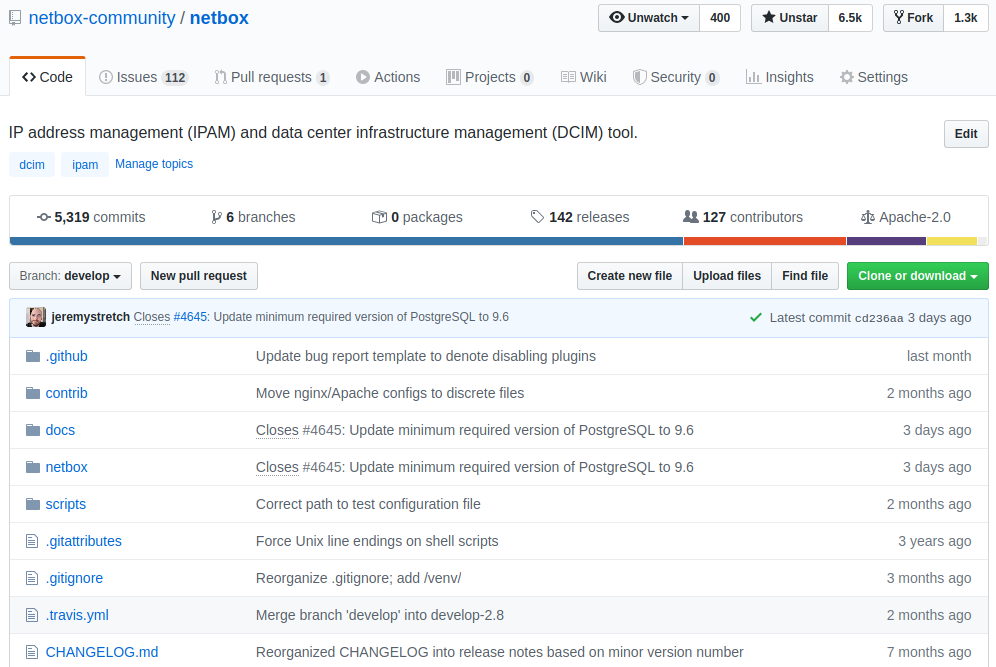 netbox-community / netbox
Unwatch 400 Unstar 6.5k Fork 1.3k
Code Issues 112 Pull requests 1 Actions Projects 0 Wiki Security 0 Insights Settings
IP address management (IPAM) and data center infrastructure management (DCIM) tool.
Edit
dcim ipam Manage topics
5,319 commits 6 branches 0 packages 142 releases 127 contributors Apache-2.0
Branch: develop New pull request Create new file Upload files Find file Clone or download
jeremystretch Closes #4645: Update minimum required version of PostgreSQL to 9.6 Latest commit cd236aa 3 days ago
.github Update bug report template to denote disabling plugins last month
contrib Move nginx/Apache configs to discrete files 2 months ago
docs Closes #4645: Update minimum required version of PostgreSQL to 9.6 3 days ago
netbox Closes #4645: Update minimum required version of PostgreSQL to 9.6 3 days ago
scripts Correct path to test configuration file 2 months ago
.gitattributes Force Unix line endings on shell scripts 3 years ago
.gitignore Reorganize .gitignore; add /venv/ 3 months ago
.travis.yml Merge branch 'develop' into develop-2.8 2 months ago
CHANGELOG.md Reorganized CHANGELOG into release notes based on minor version number 7 months ago